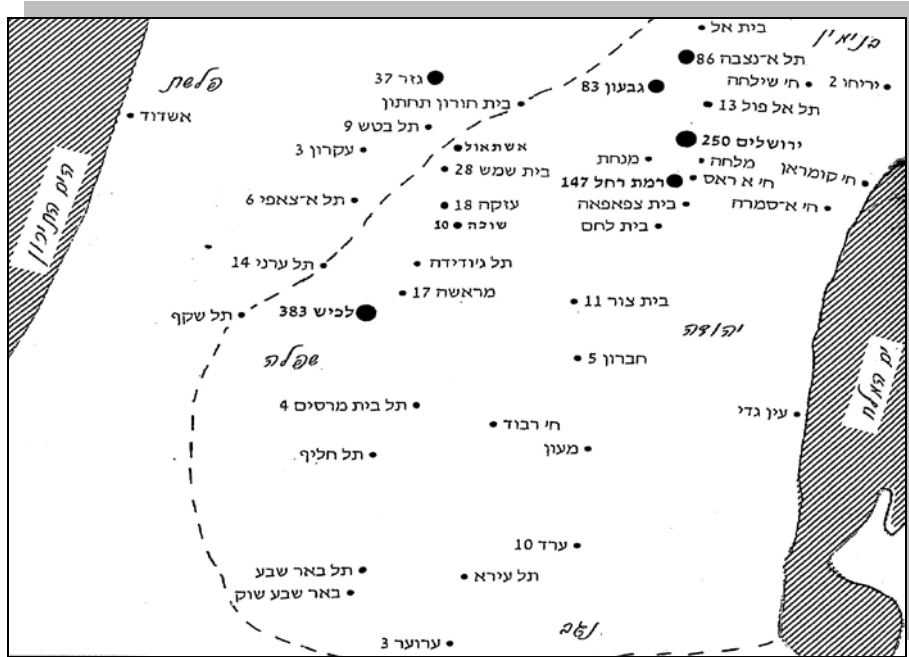 בית אל
בנימין
תל א־נצבה 86
פלשת
גזר 37
גבעון 83
חי שילחה
יריחו 2
בית חורון תחתון
תל אל פול 13
אשדוד
תל בטש 9
ירושלים 250
עקרון 3
אשתאול
מנחת
מלחה
בית שמש 28
רמת רחל 147
חי א ראס
חי קומראן
תל א־צאפי 6
עזקה 18
בית צפאפאה
חי א־סמרה
שוכה 10
בית לחם
הים התיכון
תל ערני 14
תל ג'ודידה
מראשה 17
בית צור 11
תל שקף
לכיש 383
יהודה
שפלה
חברון 5
ים המלח
תל בית מרסים 4
חי רבוד
עין גדי
תל חליף
מעון
ערד 10
תל באר שבע
תל עירא
באר שבע שוק
נגב
ערוער 3